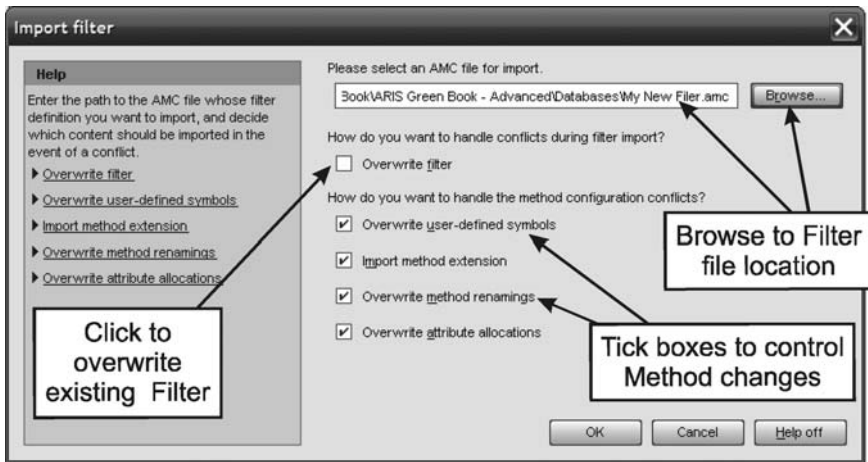 Import filter
Help
Enter the path to the AMC file whose filter
definition you want to import, and decide
which content should be imported in the
event of a conflict.
Overwrite filter
Overwrite user-defined symbols
Import method extension
Overwrite method renamings
Overwrite attribute allocations
Click to
overwrite
existing Filter
Please select an AMC file for import.
Book\ARIS Green Book - Advanced\Databases\My New Filer.amc
Browse...
How do you want to handle conflicts during filter import?
Overwrite filter
How do you want to handle the method configuration conflicts?
Overwrite user-defined symbols
Import method extension
Overwrite method renamings
Overwrite attribute allocations
Browse to Filter
file location
Tick boxes to control
Method changes
OK
Cancel
Help off